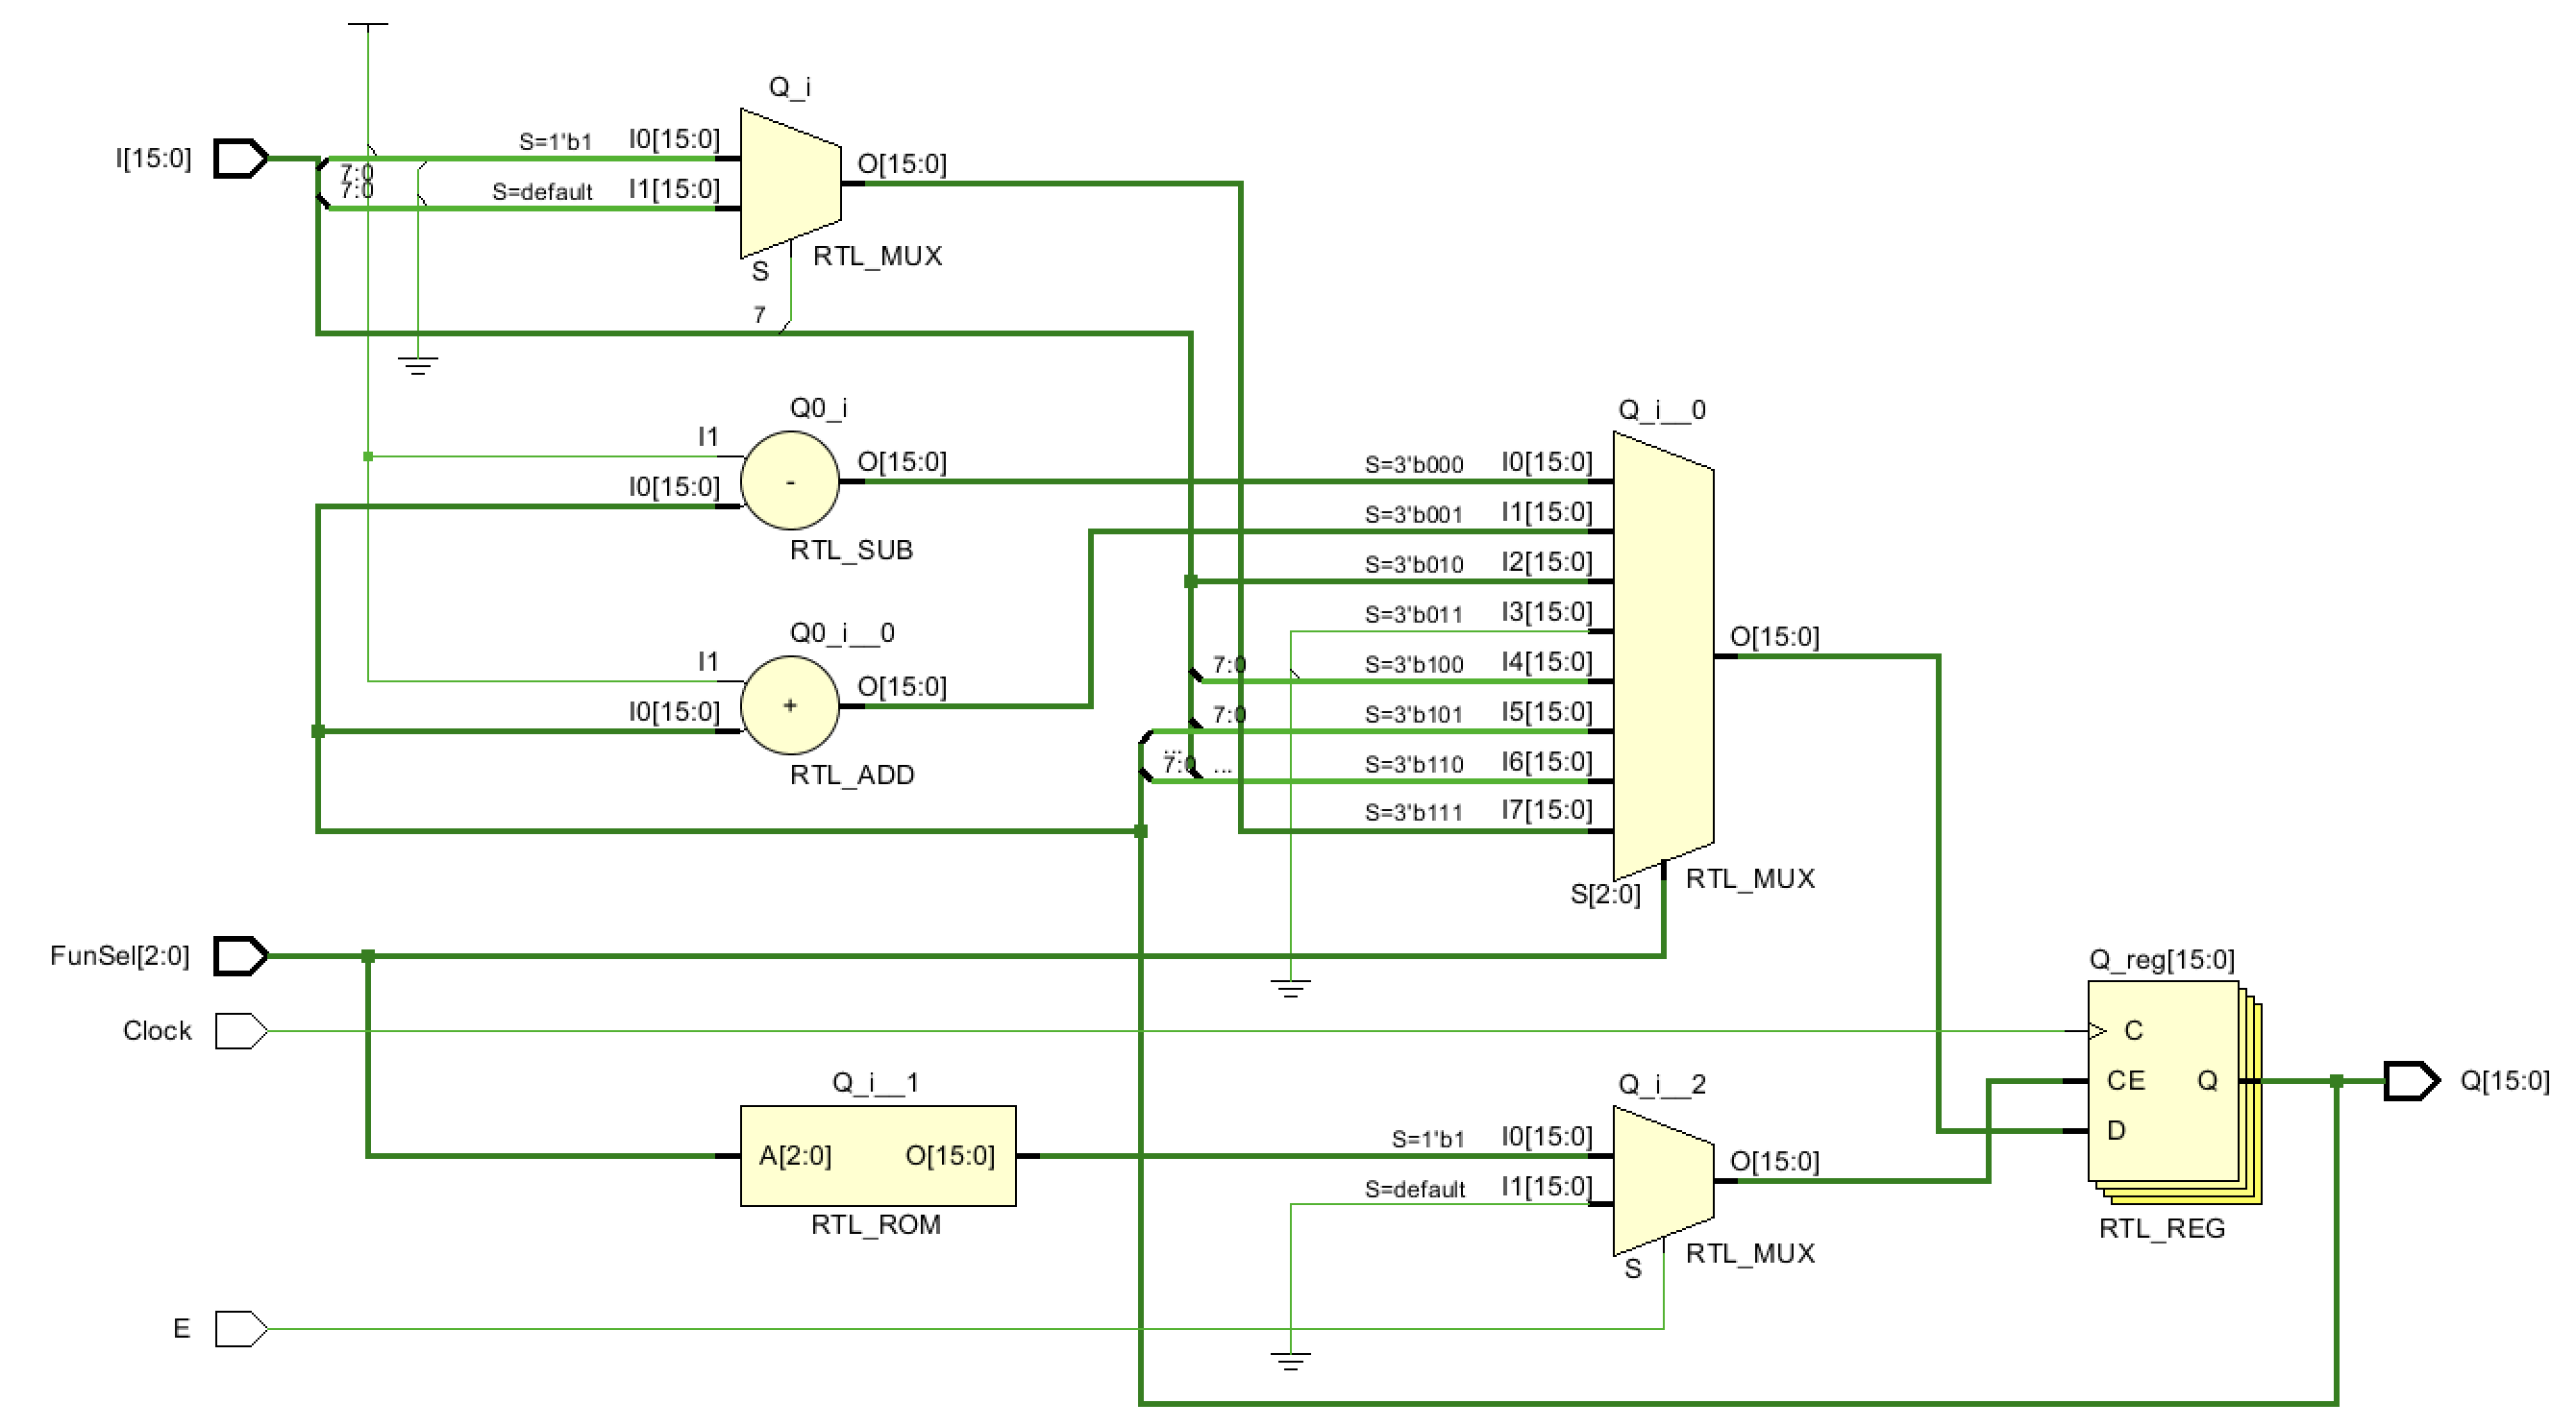 Q_i
I[15:0]
S=1'b1 I0[15:0]
O[15:0]
7:0
7:0
S=default I1[15:0]
S
RTL_MUX
7
Q0_i
I1
O[15:0]
I0[15:0]
-
RTL_SUB
Q0_i__0
I1
O[15:0]
I0[15:0]
+
RTL_ADD
Q_i__0
S=3'b000 I0[15:0]
S=3'b001 I1[15:0]
S=3'b010 I2[15:0]
S=3'b011 I3[15:0]
O[15:0]
7:0 S=3'b100 I4[15:0]
7:0 S=3'b101 I5[15:0]
...
7:0 ... S=3'b110 I6[15:0]
S=3'b111 I7[15:0]
S[2:0]
RTL_MUX
FunSel[2:0]
Clock
Q_i__1
A[2:0] O[15:0]
RTL_ROM
Q_i__2
S=1'b1 I0[15:0]
O[15:0]
S=default I1[15:0]
S
RTL_MUX
Q_reg[15:0]
C
CE Q
D
RTL_REG
Q[15:0]
E